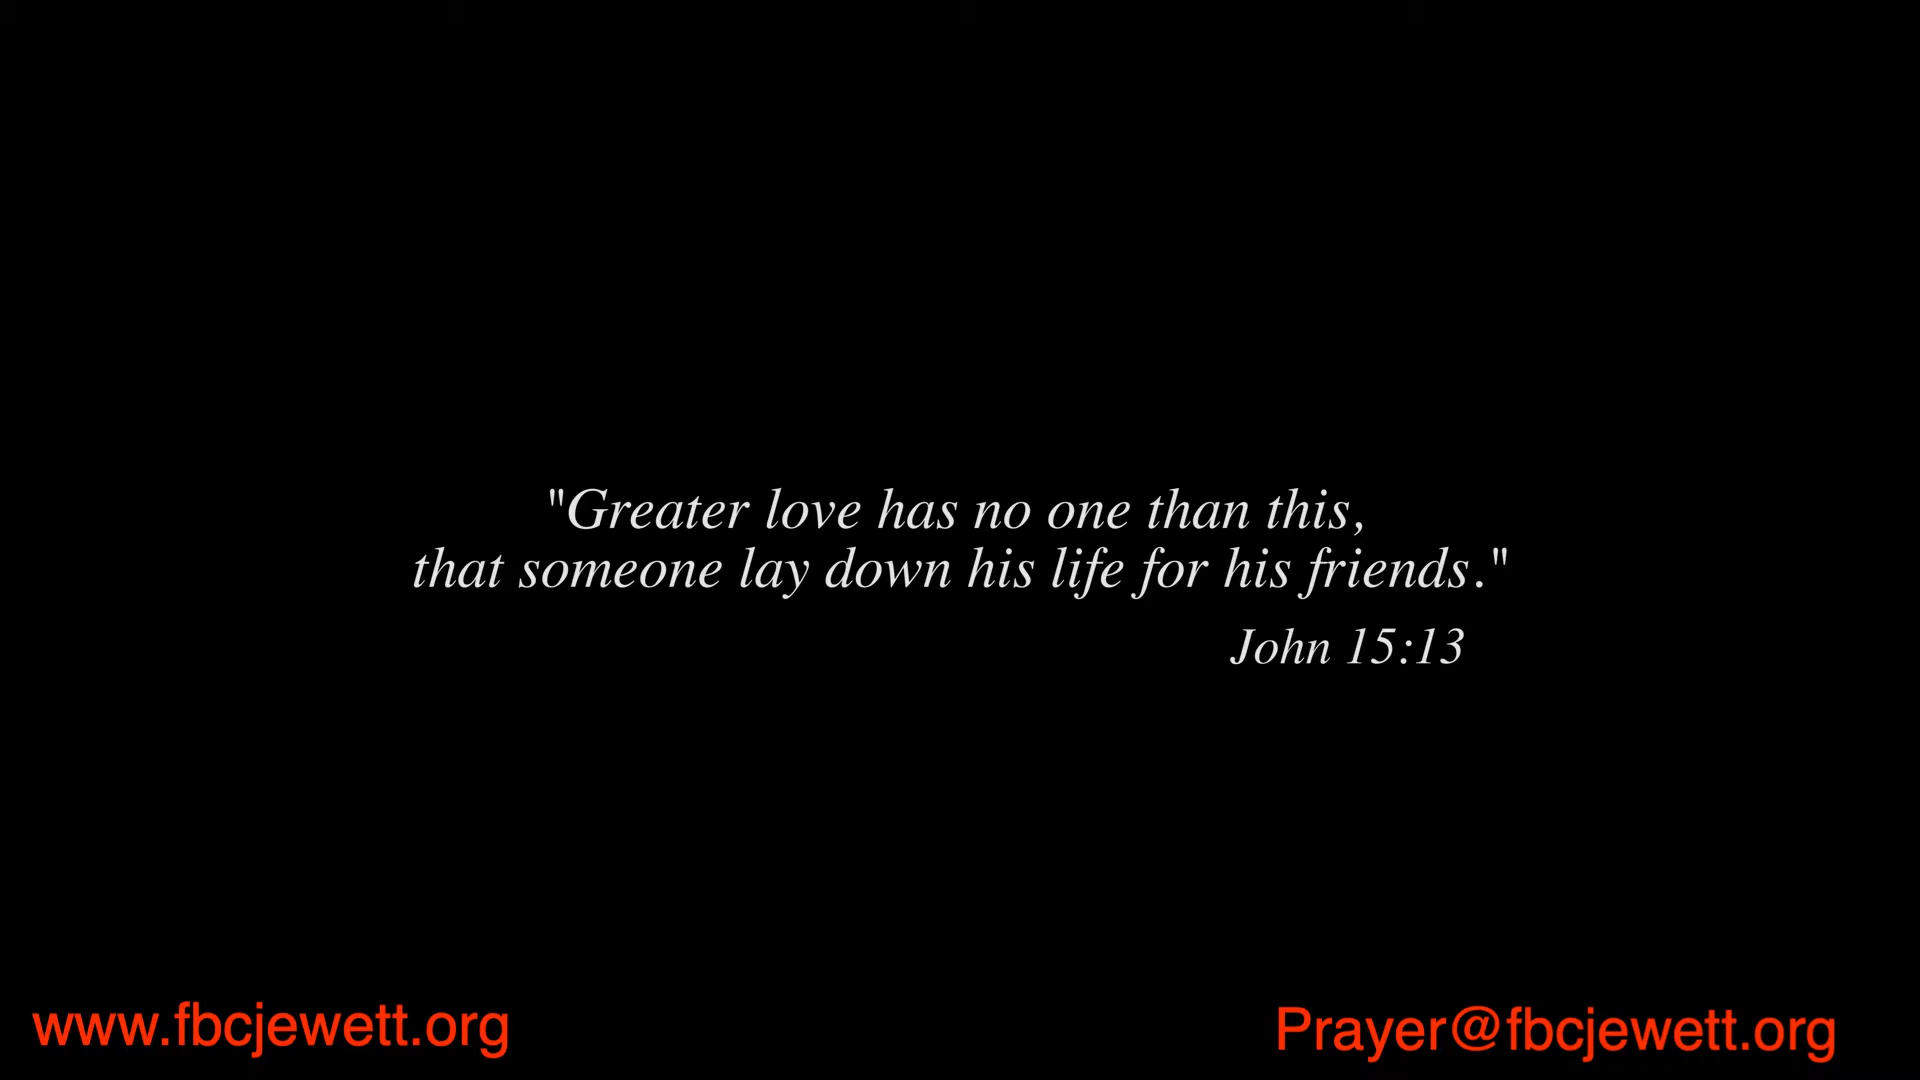 "Greater love has no one than this,
that someone lay down his life for his friends."
John 15:13
www.fbcjewett.org
Prayer@fbcjewett.org